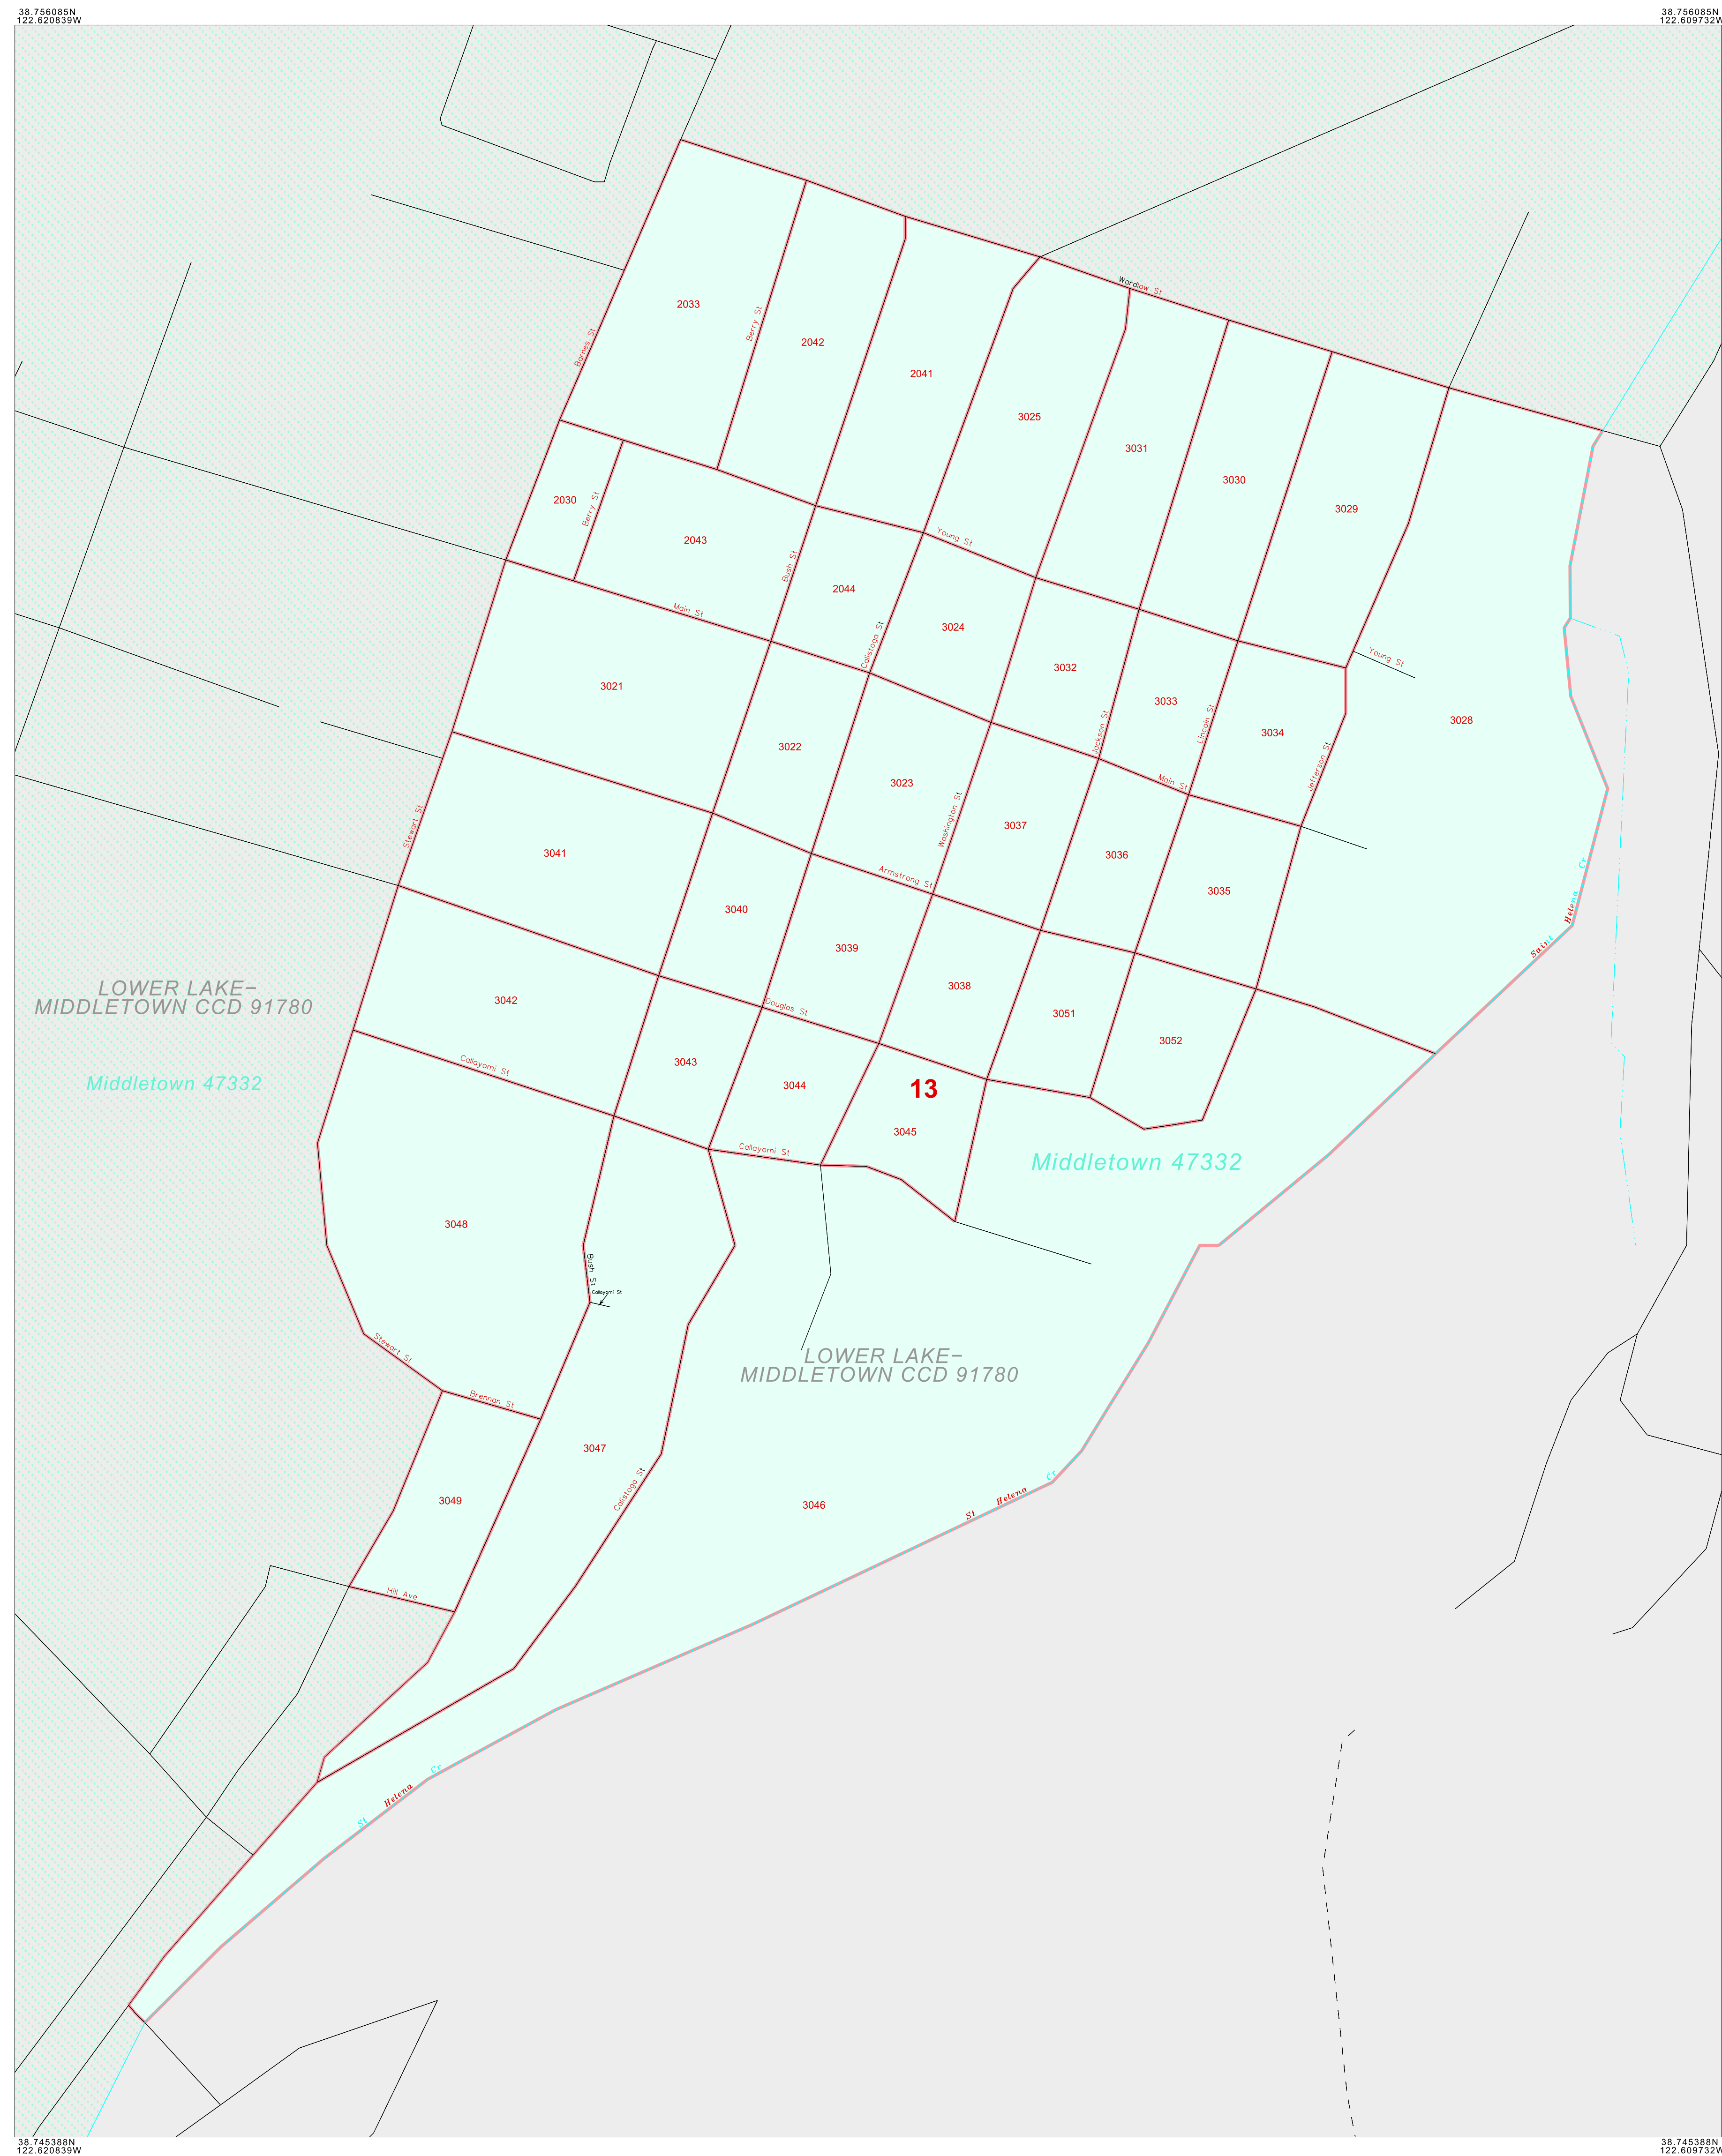 38.756085N
122.620839W
38.756085N
122.609732W
Wardlaw St
2033
Berry St
Barnes St
2042
2041
3025
3031
3030
3029
2030
Berry St
2043
Young St
Bush St
2044
Main St
Calistoga St
3024
3032
Young St
3021
3033
Lincoln St
3028
3034
Jackson St
3022
Jefferson St
3023
Main St
Stewart St
Washington St
3037
3041
3036
Armstrong St
Saint Helena Cr
3035
3040
3039
LOWER LAKE-
MIDDLETOWN CCD 91780
3042
3038
Douglas St
3051
3052
Callayomi St
3043
Middletown 47332
3044
13
3045
Callayomi St
Middletown 47332
3048
Bush St
Callayomi St
Stewart St
LOWER LAKE-
MIDDLETOWN CCD 91780
Brennan St
3047
Calistoga St
3049
3046
St Helena Cr
Hill Ave
St Helena Cr
38.745388N
122.620839W
38.745388N
122.609732W